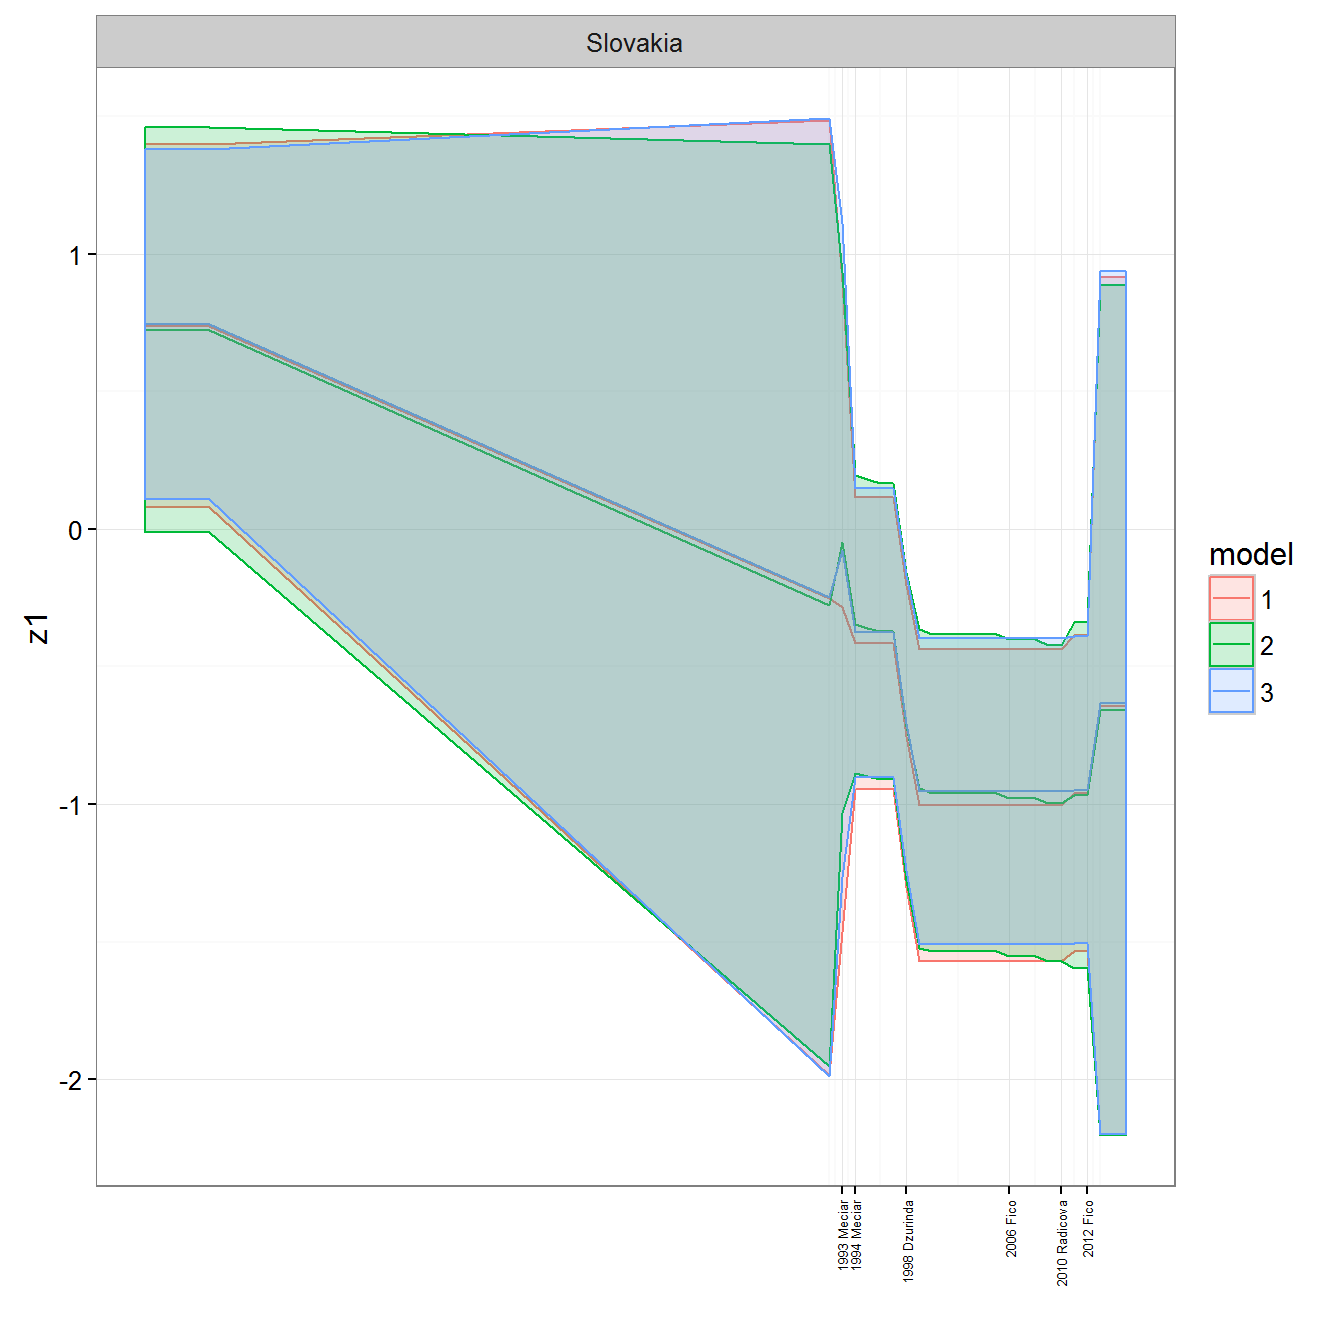 Slovakia
1
0
-1
-2
z1
model
1
2
3
1993 Meciar
1994 Meciar
1998 Dzurinda
2006 Fico
2010 Radicova
2012 Fico